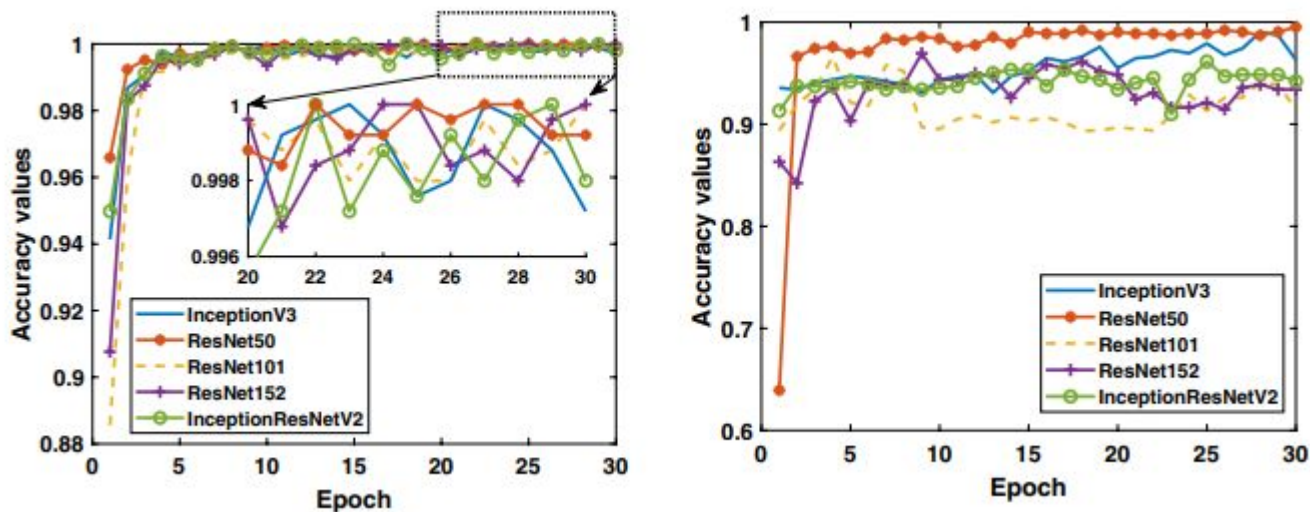 1
0.98
0.96
0.94
0.92
0.9
0.88
Accuracy values
1
0.998
0.996
20 22 24 26 28 30
InceptionV3
ResNet50
ResNet101
ResNet152
InceptionResNetV2
0 5 10 15 20 25 30
Epoch
1
0.9
0.8
0.7
0.6
Accuracy values
InceptionV3
ResNet50
ResNet101
ResNet152
InceptionResNetV2
0 5 10 15 20 25 30
Epoch